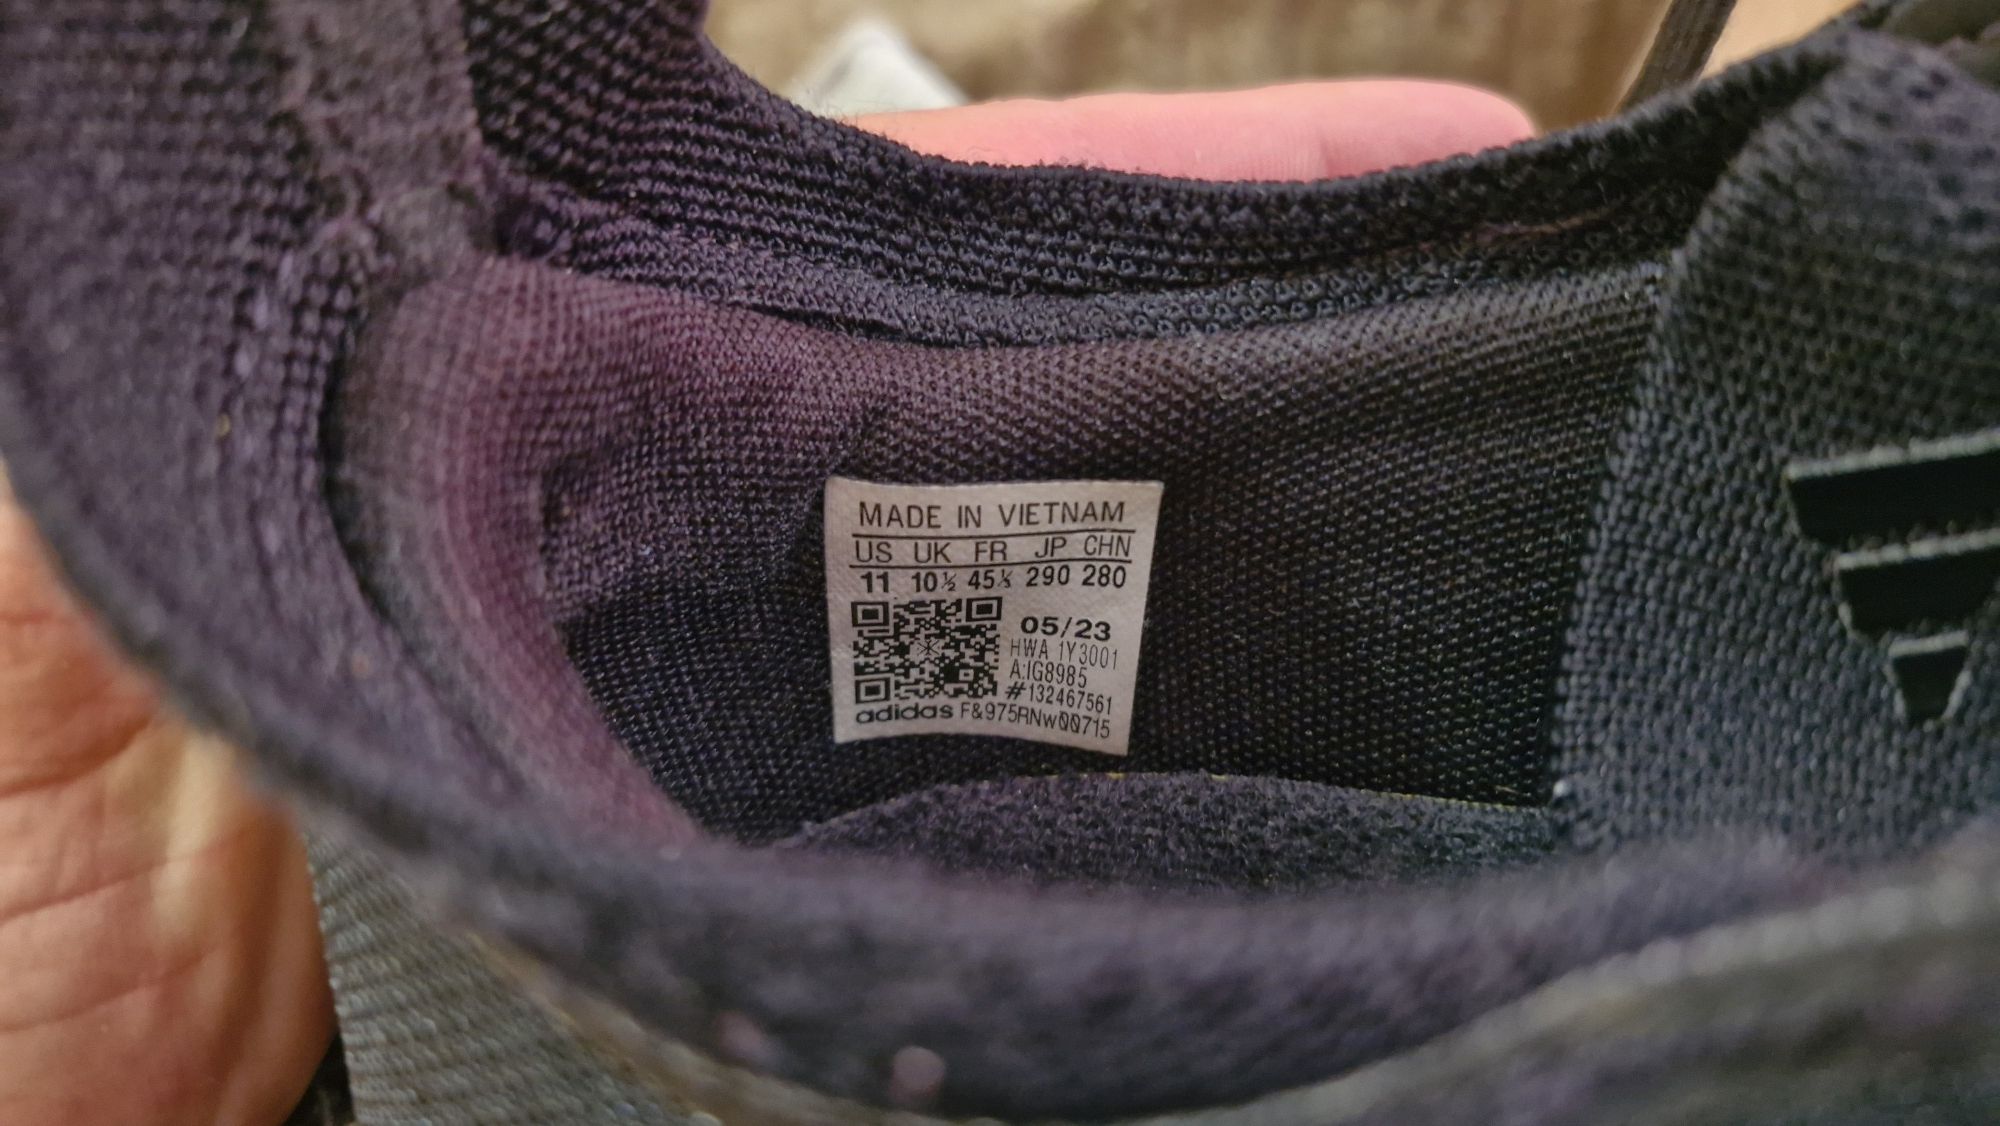 MADE IN VIETNAM
US UK FR JP CHN
11 10½ 45⅓ 290 280
05/23
HWA 1Y3001
A:IG8985
#132467561
adidas F&975RNwQQ715